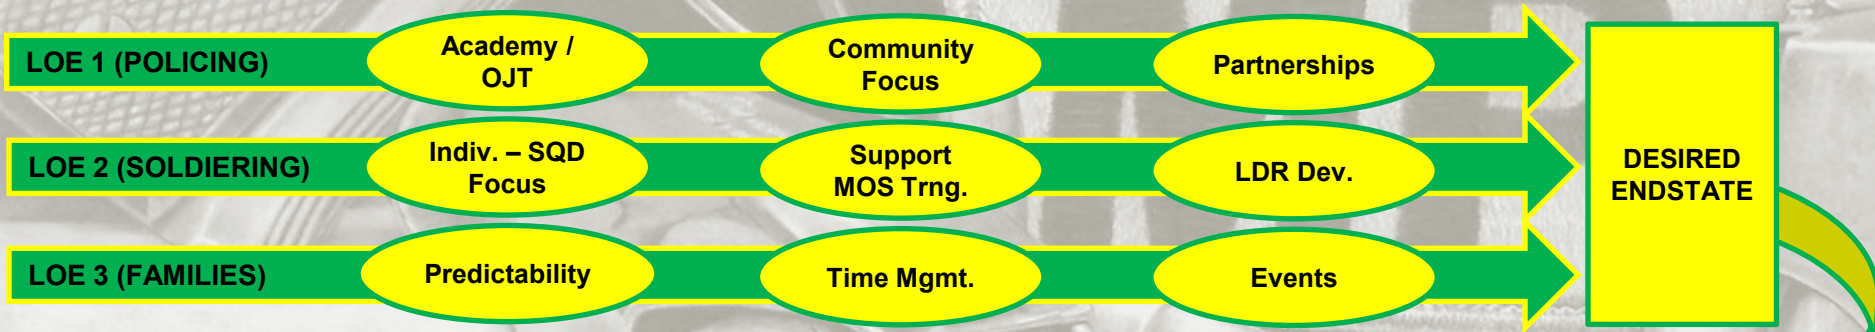 LOE 1 (POLICING)
Academy /
OJT
Community
Focus
Partnerships
LOE 2 (SOLDIERING)
Indiv. – SQD
Focus
Support
MOS Trng.
LDR Dev.
LOE 3 (FAMILIES)
Predictability
Time Mgmt.
Events
DESIRED
ENDSTATE